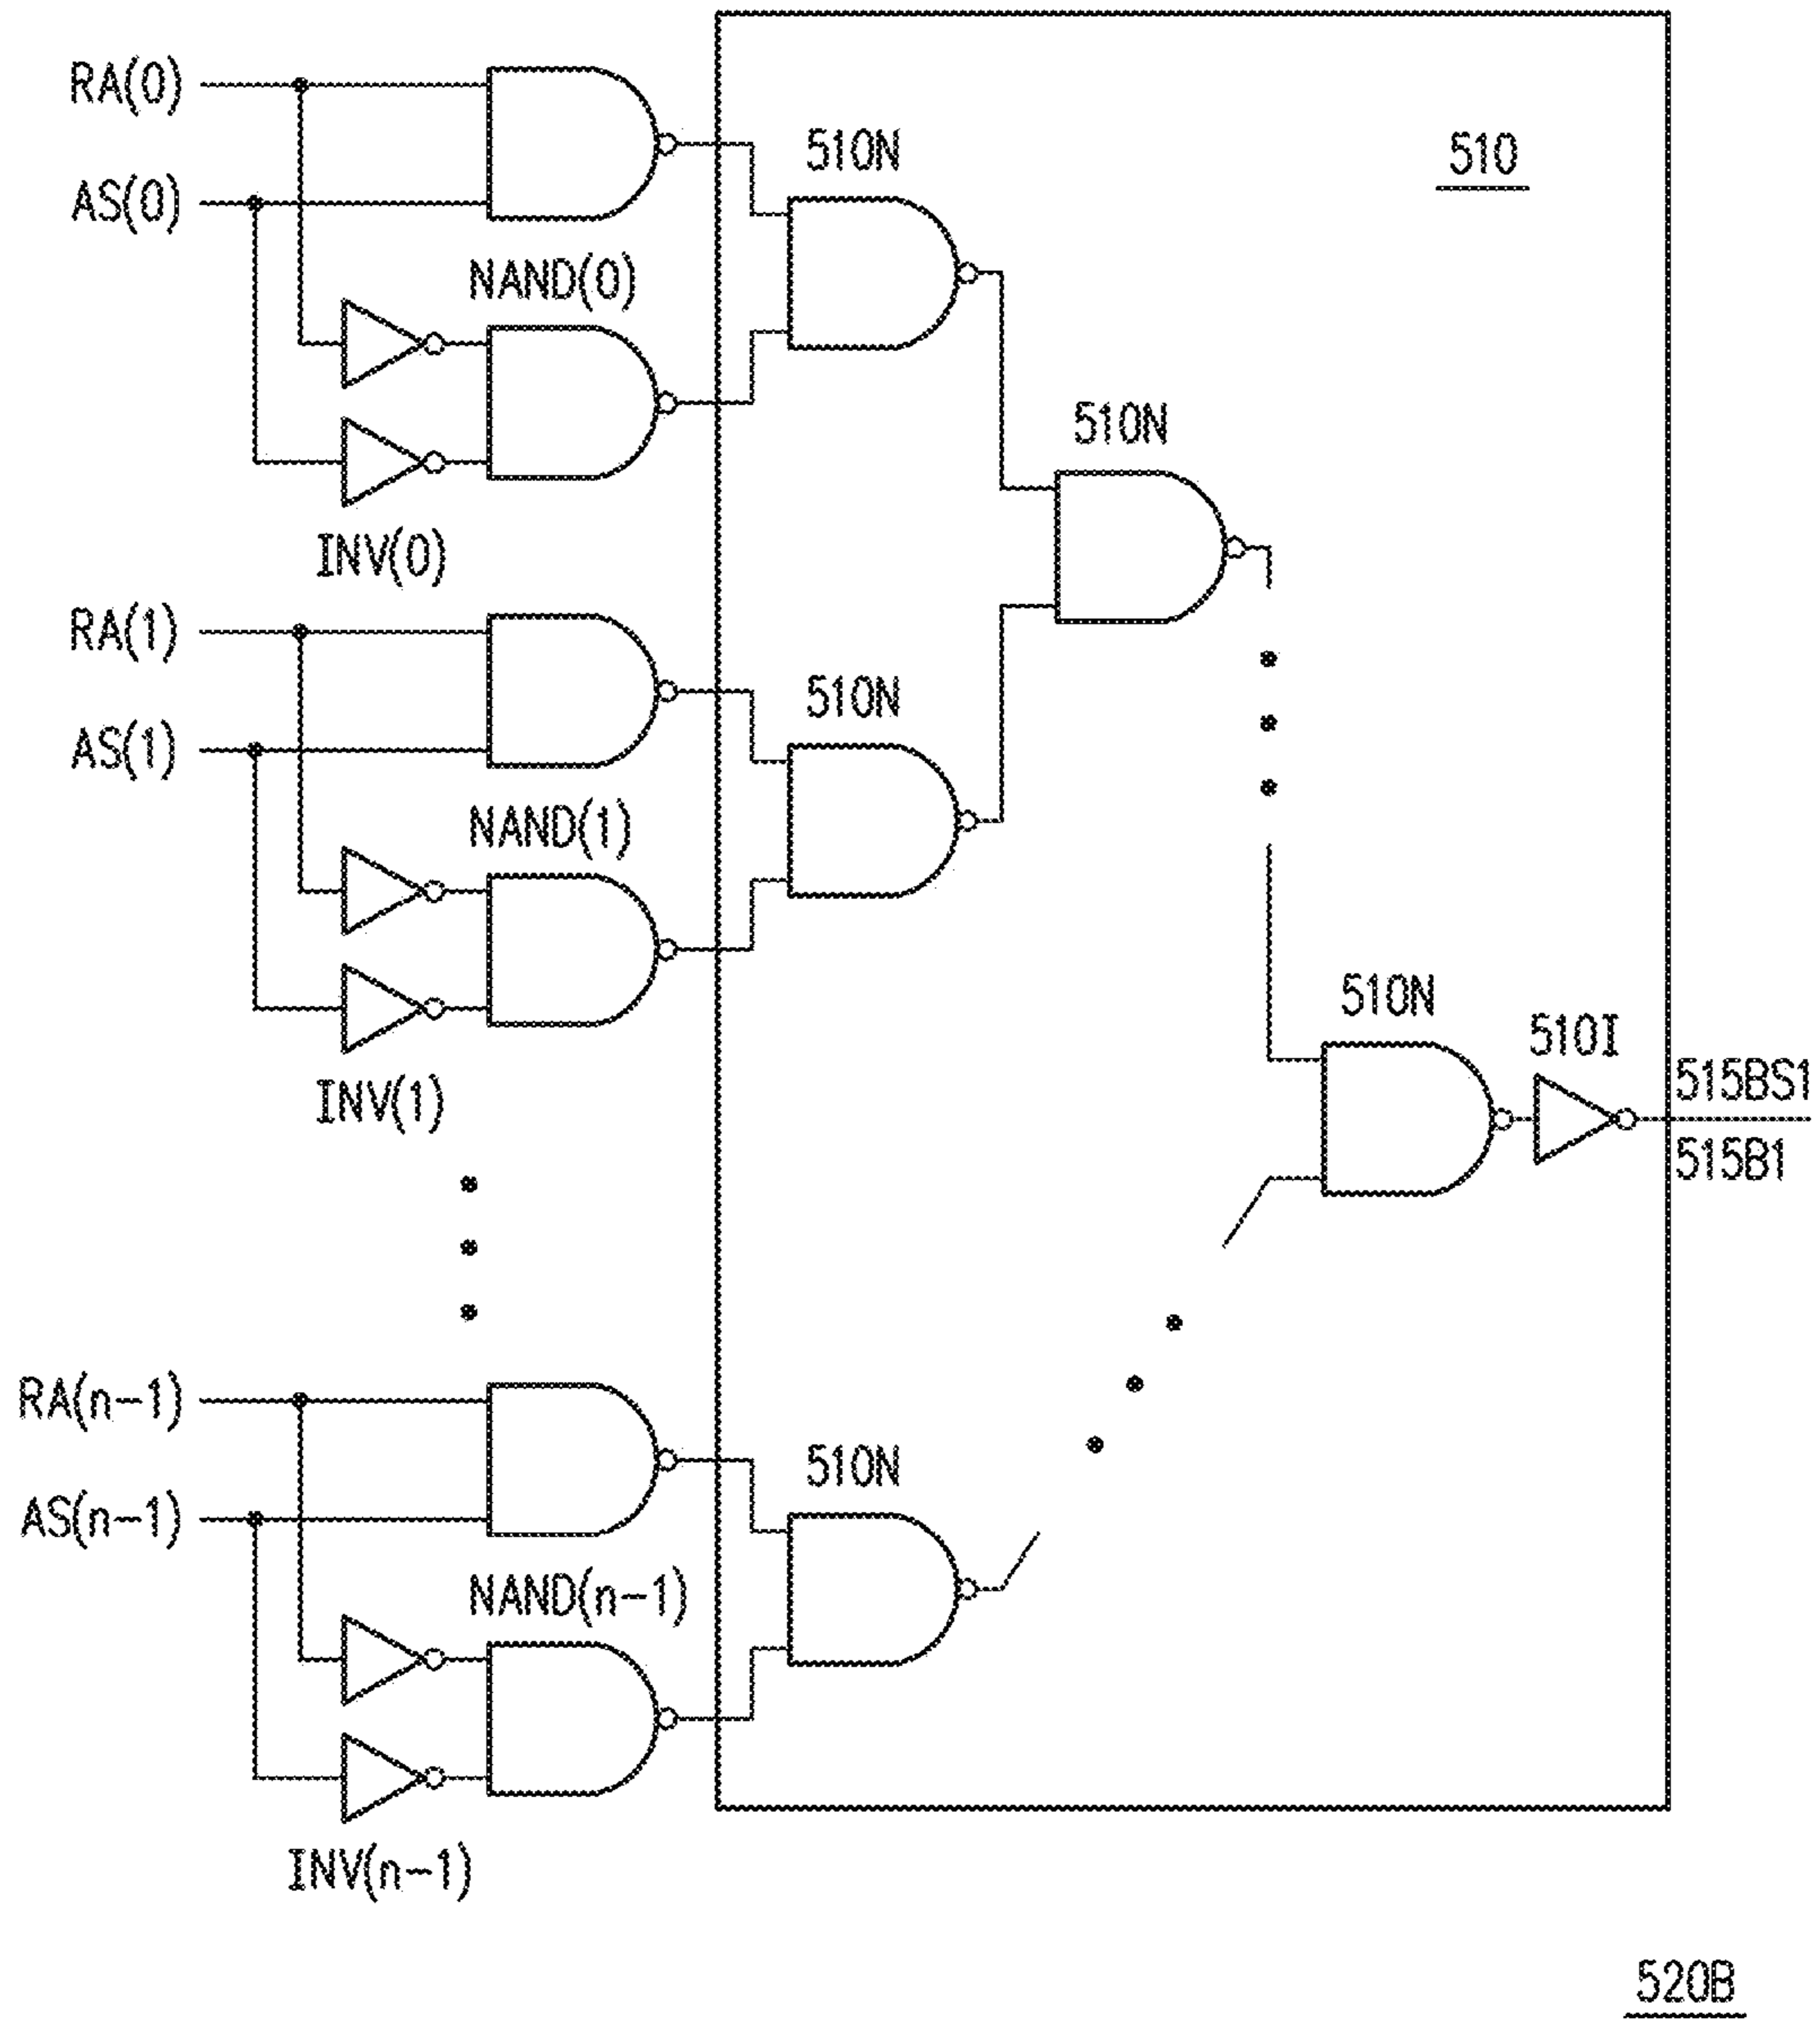 RA(0)
510N
510
AS(0)
NAND(0)
510N
INV(0)
RA(1)
510N
AS(1)
NAND(1)
510N
510I
515BS1
INV(1)
515B1
RA(n-1)
510N
AS(n-1)
NAND(n-1)
INV(n-1)
520B